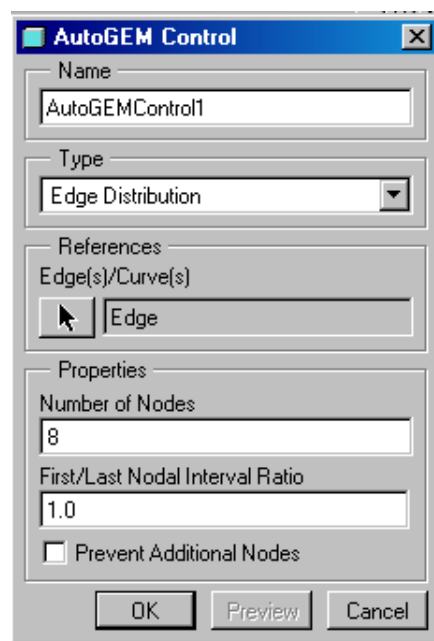 AutoGEM Control
Name
AutoGEMControl1
Type
Edge Distribution
References
Edge(s)/Curve(s)
Edge
Properties
Number of Nodes
8
First/Last Nodal Interval Ratio
1.0
Prevent Additional Nodes
OK Preview Cancel